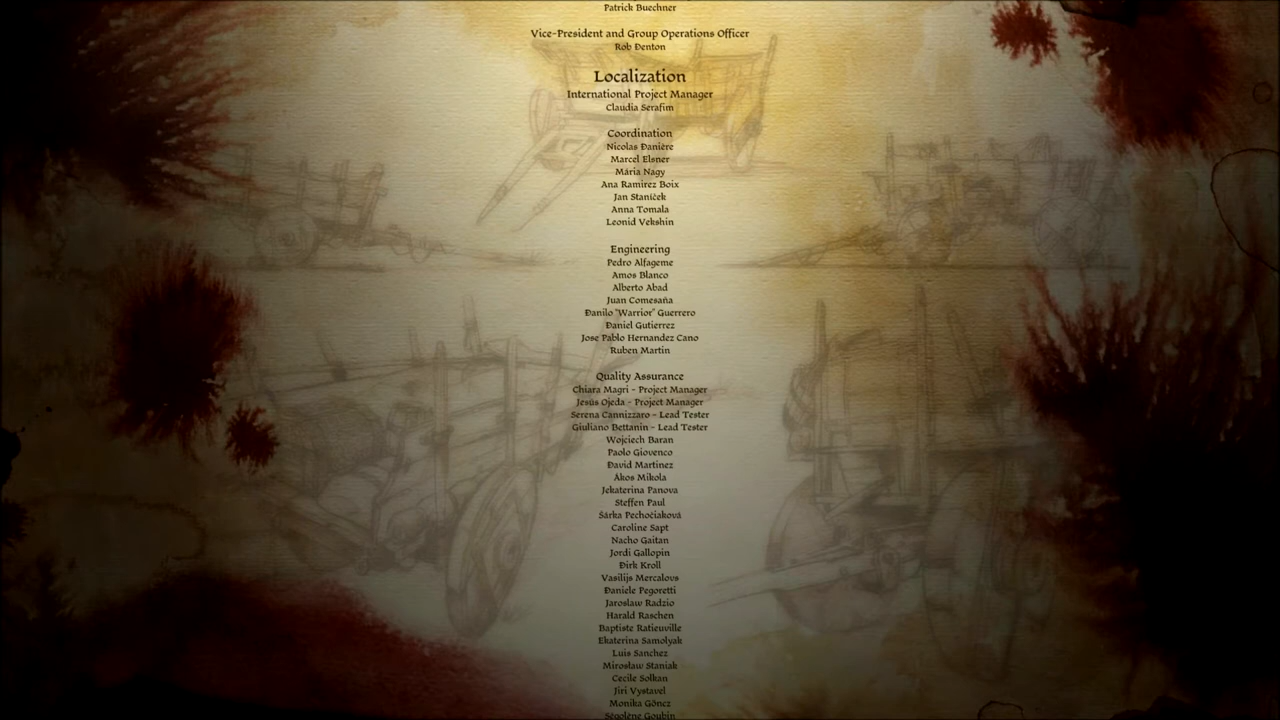 Patrick Buechner
Vice-President and Group Operations Officer
Rob Denton
Localization
International Project Manager
Claudia Serafim
Coordination
Nicolas Danière
Marcel Elsner
Mária Nagy
Ana Ramirez Boix
Jan Staníček
Anna Tomala
Leonid Vekshin
Engineering
Pedro Alfageme
Amos Blanco
Alberto Abad
Juan Comesaña
Danilo "Warrior" Guerrero
Daniel Gutierrez
Jose Pablo Hernandez Cano
Ruben Martin
Quality Assurance
Chiara Magri - Project Manager
Jesús Ojeda - Project Manager
Serena Cannizzaro - Lead Tester
Giuliano Bettanin - Lead Tester
Wojciech Baran
Paolo Giovenco
David Martinez
Ákos Mikola
Jekaterina Panova
Steffen Paul
Šárka Pechočiaková
Caroline Sapt
Nacho Gaitan
Jordi Gallopin
Dirk Kroll
Vasilijs Mercalovs
Daniele Pegoretti
Jaroslaw Radzio
Harald Raschen
Baptiste Ratieuville
Ekaterina Samolyak
Luis Sanchez
Mirosław Staniak
Cecile Solkan
Jiri Vystavel
Monika Göncz
Ségolène Goubin